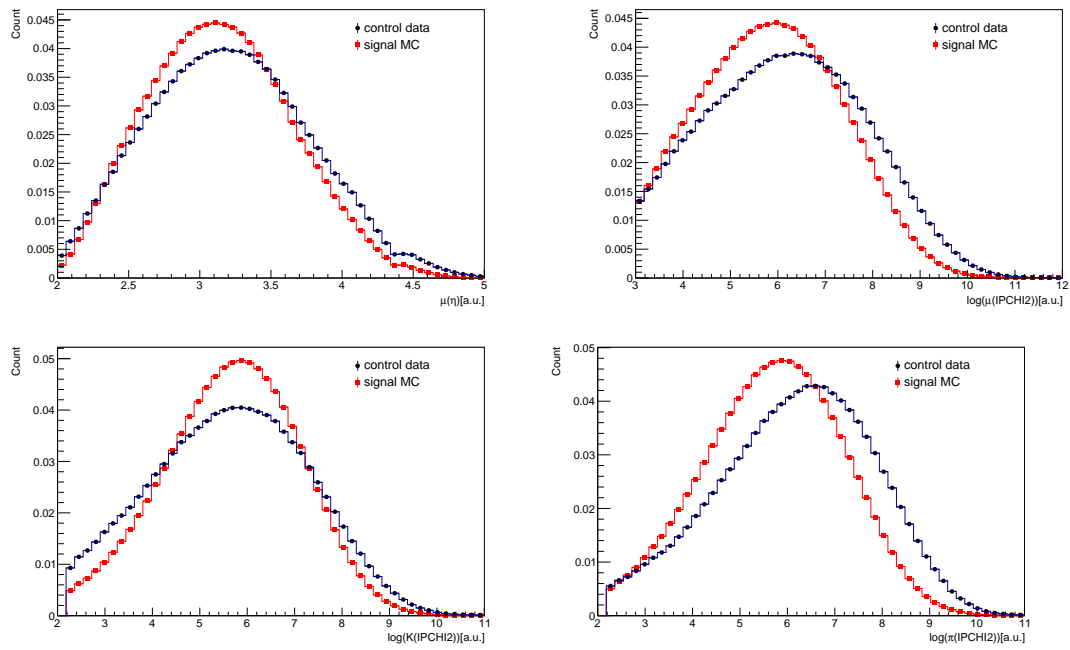 Count
0.045
0.04
0.035
0.03
0.025
0.02
0.015
0.01
0.005
0
control data
signal MC
2 2.5 3 3.5 4 4.5 5
μ(η)[a.u.]
Count
0.045
0.04
0.035
0.03
0.025
0.02
0.015
0.01
0.005
0
control data
signal MC
3 4 5 6 7 8 9 10 11 12
log(μ(IPCHI2))[a.u.]
Count
0.05
0.04
0.03
0.02
0.01
0
control data
signal MC
2 3 4 5 6 7 8 9 10 11
log(K(IPCHI2))[a.u.]
Count
0.05
0.04
0.03
0.02
0.01
0
control data
signal MC
2 3 4 5 6 7 8 9 10 11
log(π(IPCHI2))[a.u.]